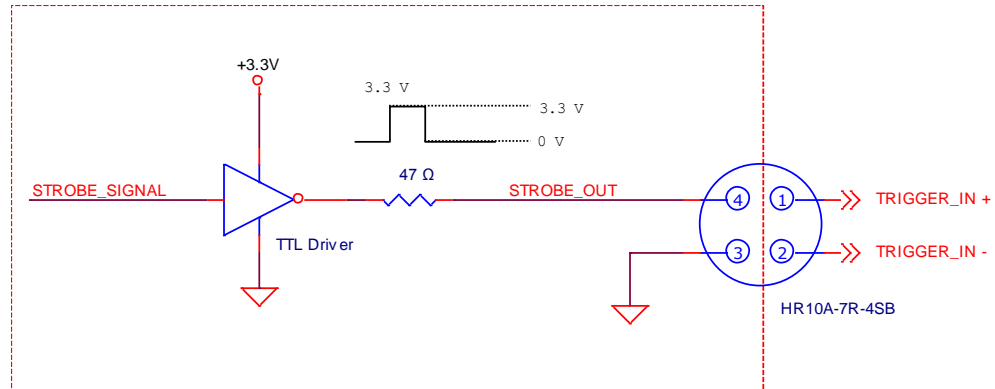 +3.3V
3.3 V
3.3 V
0 V
STROBE_SIGNAL
47 Ω
STROBE_OUT
4
1
TRIGGER_IN +
TTL Driver
3
2
TRIGGER_IN -
HR10A-7R-4SB